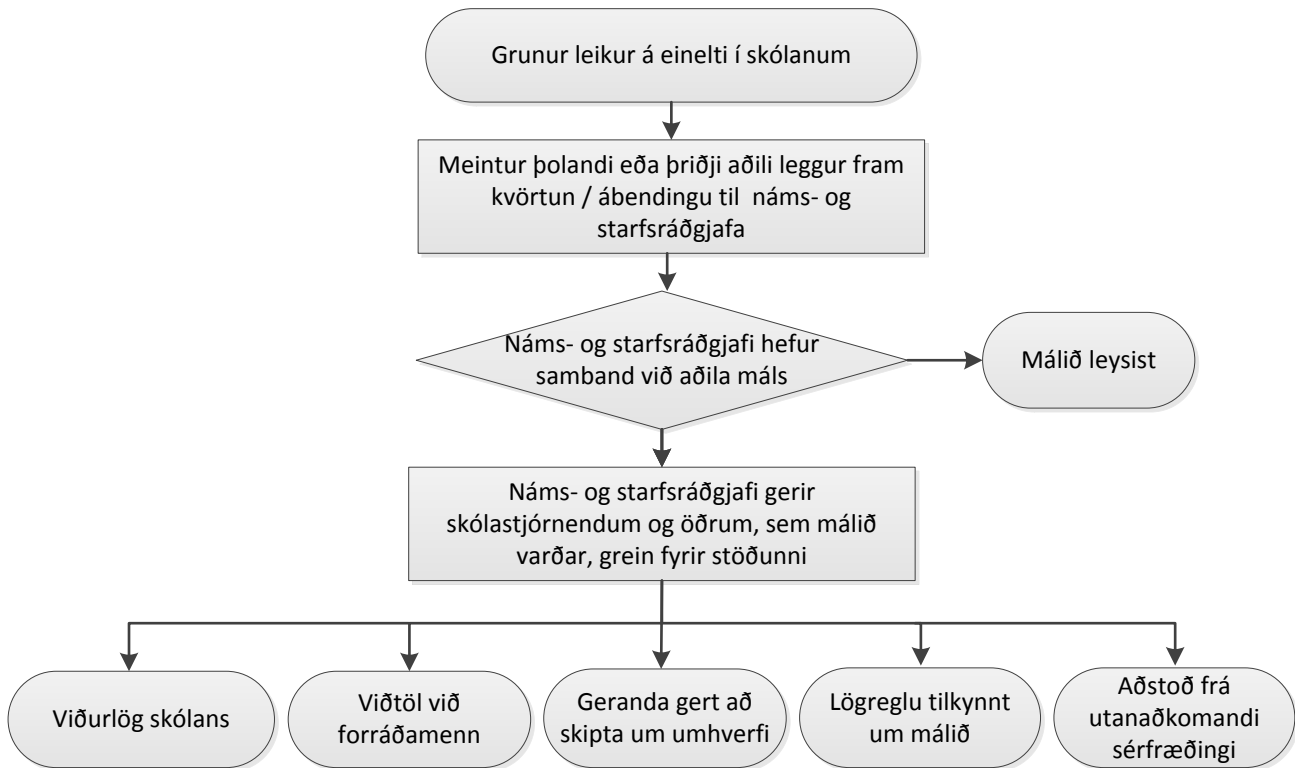 Grunur leikur á einelti í skólanum
Meintur þolandi eða þriðji aðili leggur fram
kvörtun / ábendingu til  náms- og
starfsráðgjafa
Náms- og starfsráðgjafi hefur
samband við aðila máls
Málið leysist
Náms- og starfsráðgjafi gerir
skólastjórnendum og öðrum, sem málið
varðar, grein fyrir stöðunni
Viðurlög skólans
Viðtöl við
forráðamenn
Geranda gert að
skipta um umhverfi
Lögreglu tilkynnt
um málið
Aðstoð frá
utanaðkomandi
sérfræðingi